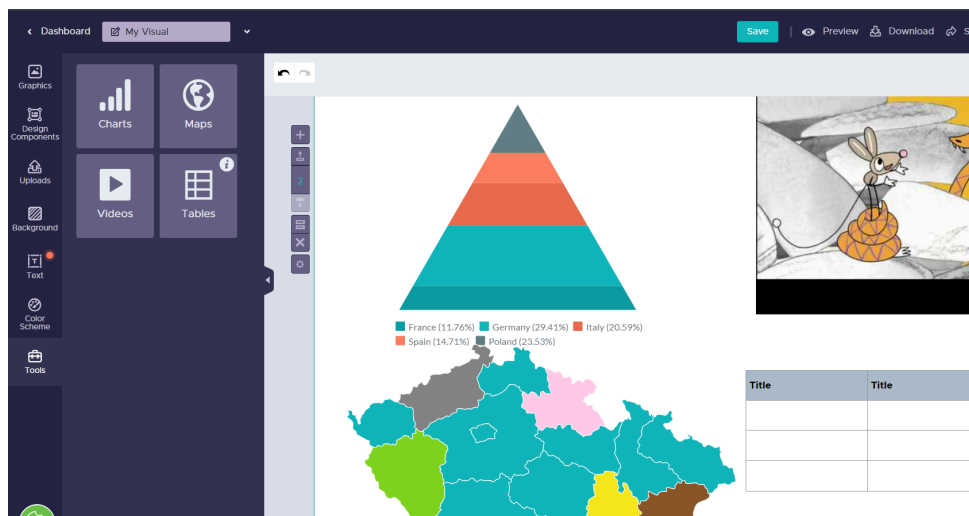 Dashboard
My Visual
Save
Preview
Download
Graphics
Design
Components
Uploads
Background
Text
Color
Scheme
Tools
Charts
Maps
Videos
Tables
2
France (11.76%) Germany (29.41%) Italy (20.59%)
Spain (14.71%) Poland (23.53%)
Title Title